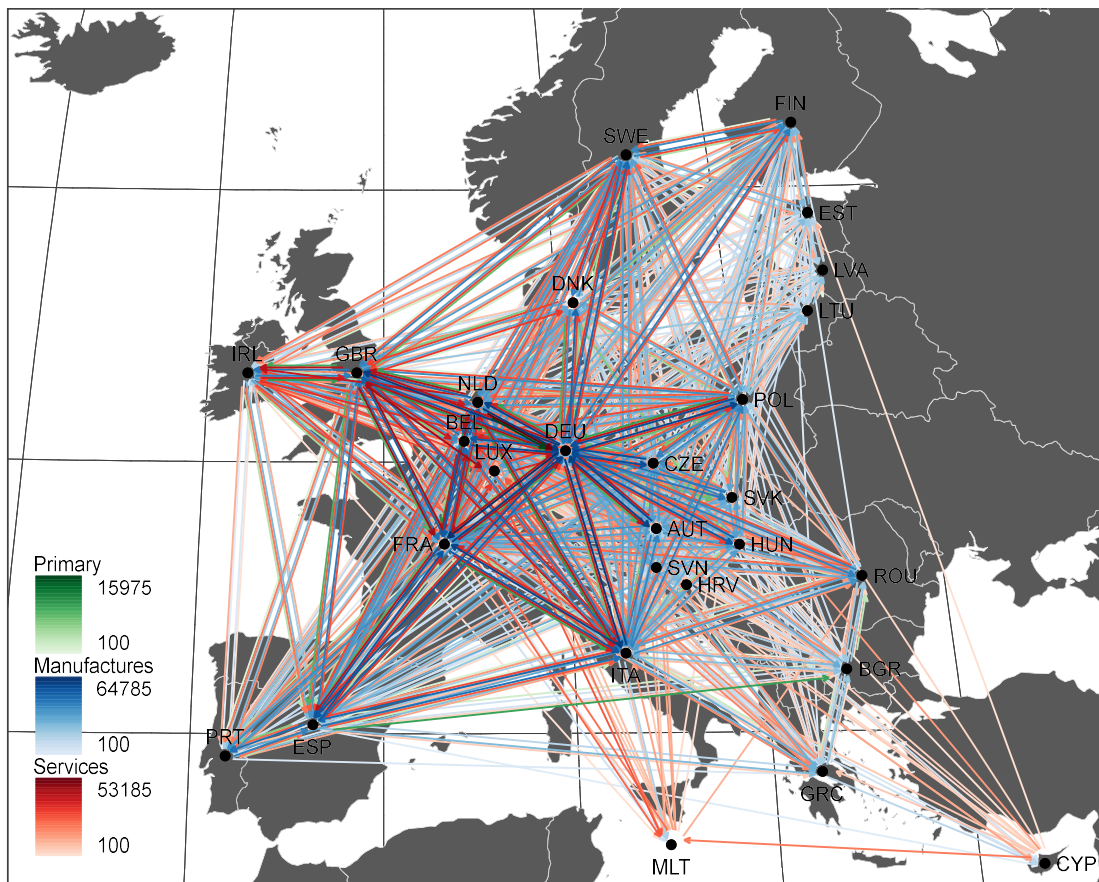 FIN
SWE
EST
LVA
DNK
LTU
IRL
GBR
NLD
POL
BEL
DEU
LUX
CZE
SVK
AUT
FRA
HUN
SVN
ROU
HRV
BGR
ITA
PRT
ESP
GRC
MLT
CYP
Primary
15975
100
Manufactures
64785
100
Services
53185
100